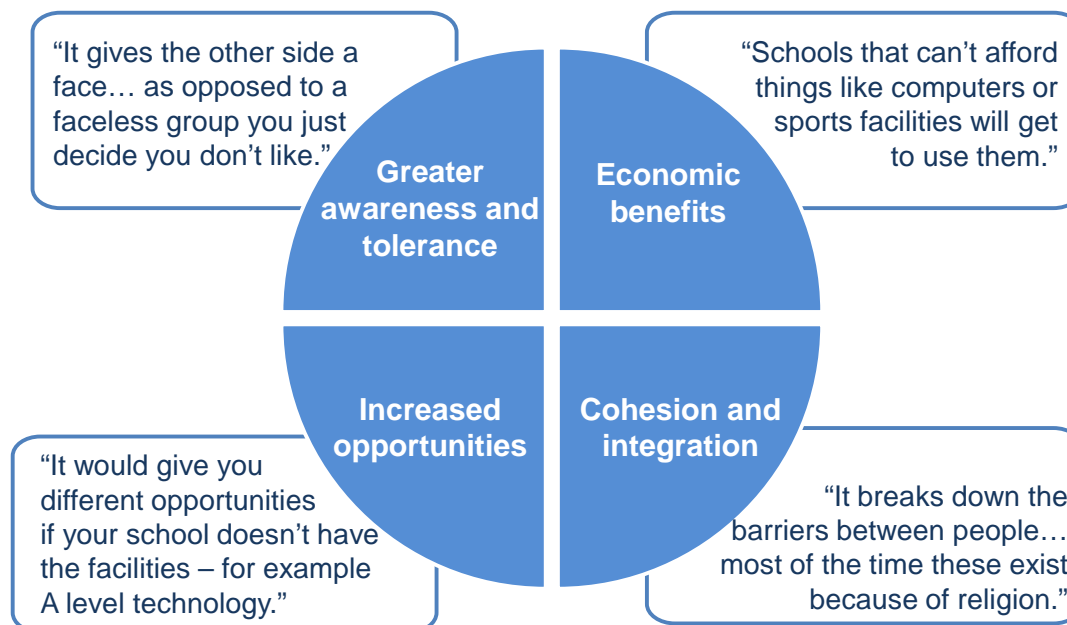 “It gives the other side a
face… as opposed to a
faceless group you just
decide you don’t like.”
Greater
awareness and
tolerance
“Schools that can’t afford
things like computers or
sports facilities will get
to use them.”
Economic
benefits
Increased
opportunities
“It would give you
different opportunities
if your school doesn’t have
the facilities – for example
A level technology.”
Cohesion and
integration
“It breaks down the
barriers between people…
most of the time these exist
because of religion.”